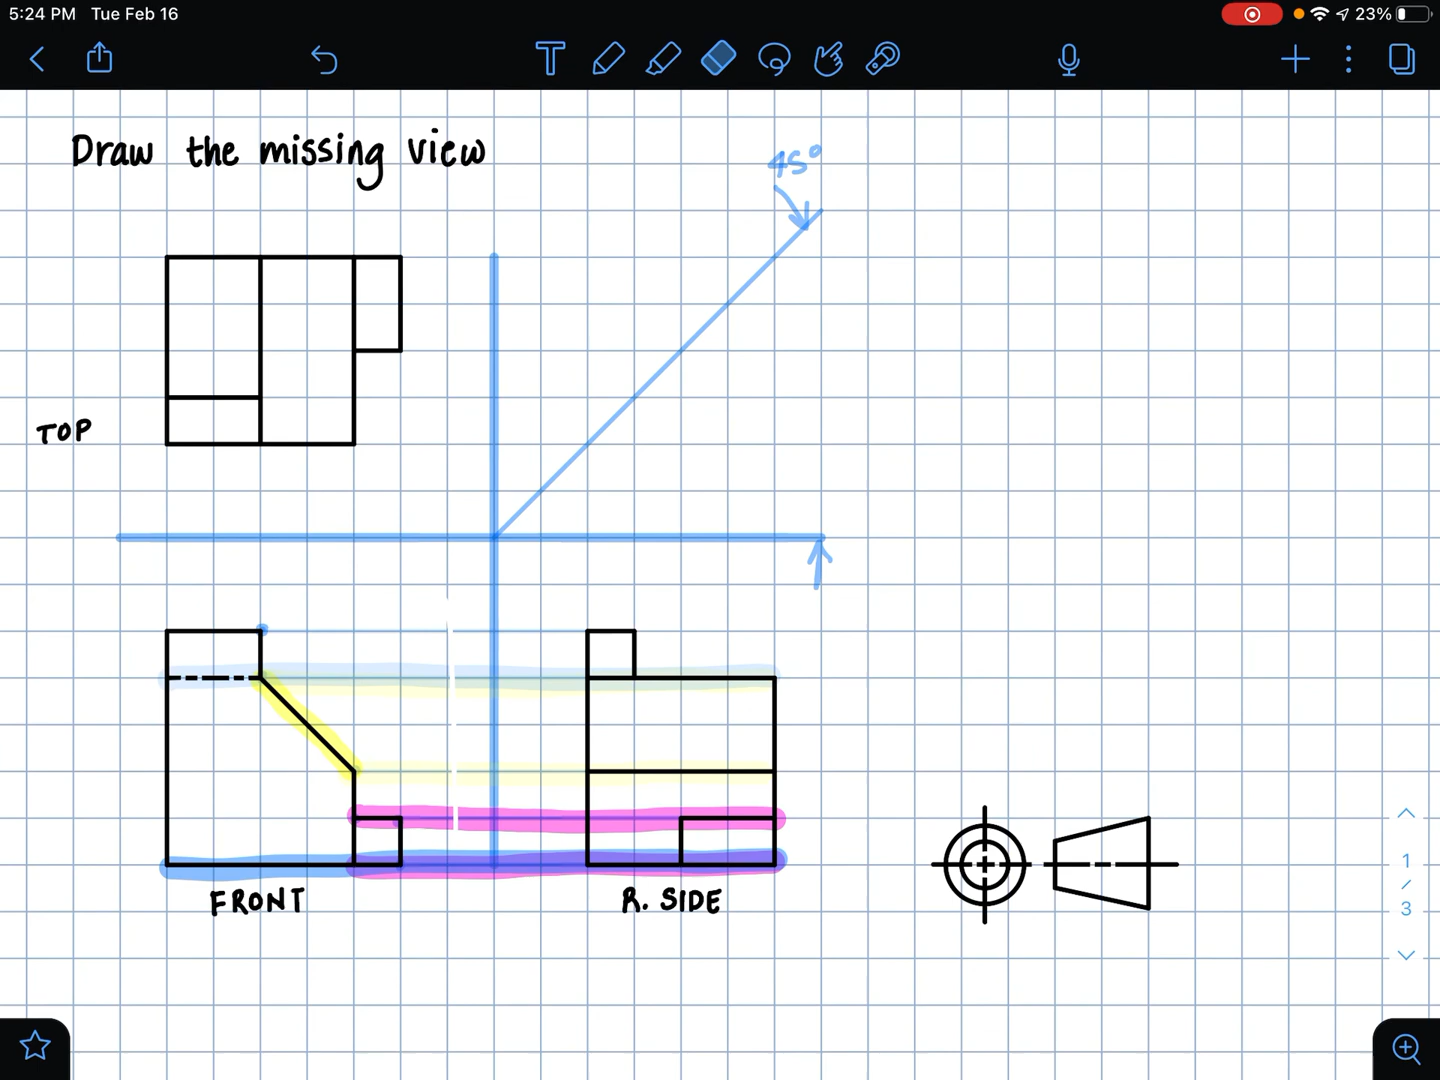 5:24 PM Tue Feb 16
23%
T
Draw the missing view
45°
TOP
FRONT
R. SIDE
1
/
3